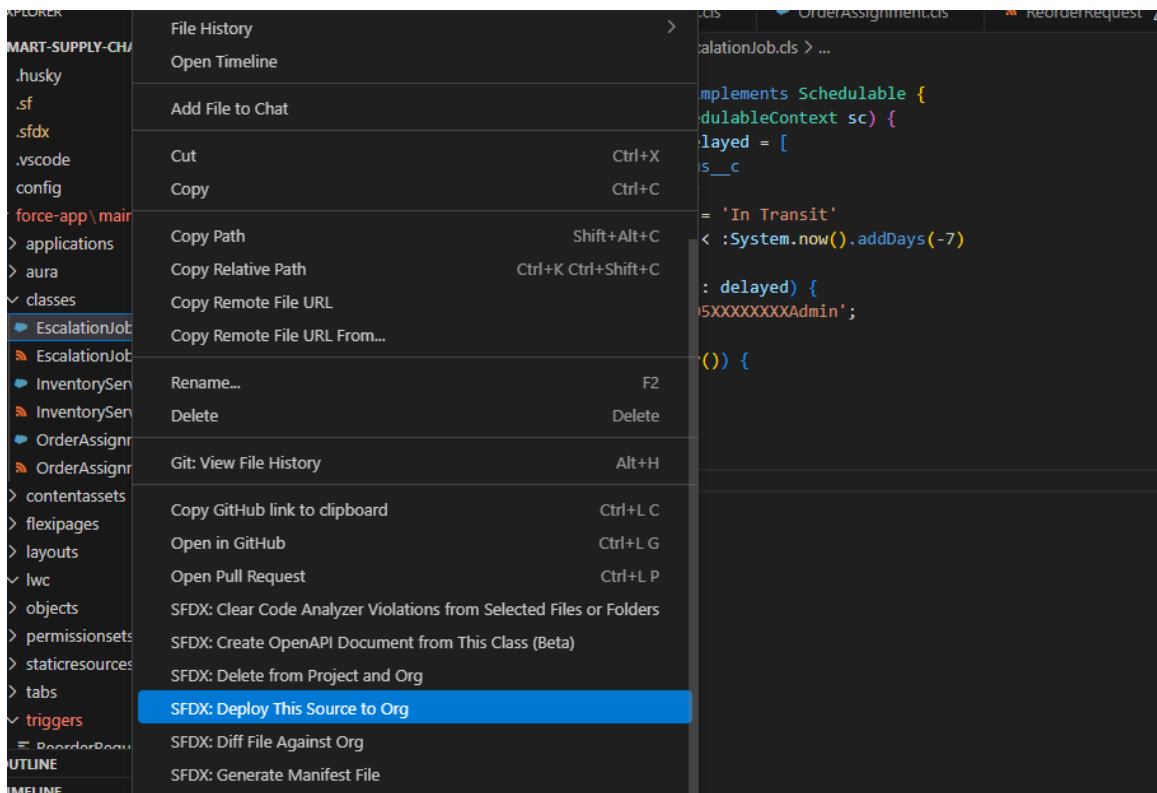 EXPLORER
MART-SUPPLY-CHA
.husky
.sf
.sfdx
.vscode
config
force-app\main
applications
aura
classes
EscalationJob
EscalationJob
InventorySer
InventorySer
OrderAssign
OrderAssign
contentassets
flexipages
layouts
lwc
objects
permissionsets
staticresources
tabs
triggers
ReorderRequ
OUTLINE
TIMELINE
File History
Open Timeline
Add File to Chat
Cut Ctrl+X
Copy Ctrl+C
Copy Path Shift+Alt+C
Copy Relative Path Ctrl+K Ctrl+Shift+C
Copy Remote File URL
Copy Remote File URL From...
Rename... F2
Delete Delete
Git: View File History Alt+H
Copy GitHub link to clipboard Ctrl+L C
Open in GitHub Ctrl+L G
Open Pull Request Ctrl+L P
SFDX: Clear Code Analyzer Violations from Selected Files or Folders
SFDX: Create OpenAPI Document from This Class (Beta)
SFDX: Delete from Project and Org
SFDX: Deploy This Source to Org
SFDX: Diff File Against Org
SFDX: Generate Manifest File
.cls OrderAssignment.cls ReorderRequest
calationJob.cls > ...
mplements Schedulable {
edulableContext sc) {
layed = [
s__c
= 'In Transit'
< :System.now().addDays(-7)
: delayed) {
05XXXXXXXXAdmin';
()) {